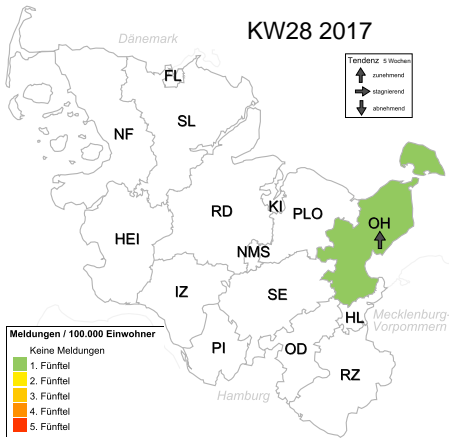 KW28 2017
Dänemark
Tendenz 5 Wochen
zunehmend
stagnierend
abnehmend
FL
SL
NF
RD
KI
PLO
OH
HEI
NMS
IZ
SE
HL
Mecklenburg-
Vorpommern
PI
OD
RZ
Hamburg
Meldungen / 100.000 Einwohner
Keine Meldungen
1. Fünftel
2. Fünftel
3. Fünftel
4. Fünftel
5. Fünftel